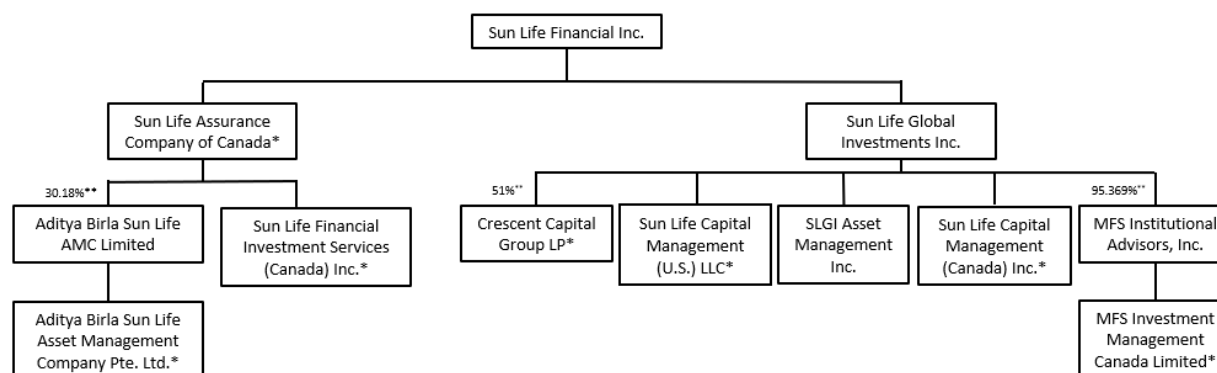 Sun Life Financial Inc.
Sun Life Assurance
Company of Canada*
Sun Life Global
Investments Inc.
30.18%**
51%**
95.369%**
Aditya Birla Sun Life
AMC Limited
Sun Life Financial
Investment Services
(Canada) Inc.*
Crescent Capital
Group LP*
Sun Life Capital
Management
(U.S.) LLC*
SLGI Asset
Management
Inc.
Sun Life Capital
Management
(Canada) Inc.*
MFS Institutional
Advisors, Inc.
Aditya Birla Sun Life
Asset Management
Company Pte. Ltd.*
MFS Investment
Management
Canada Limited*